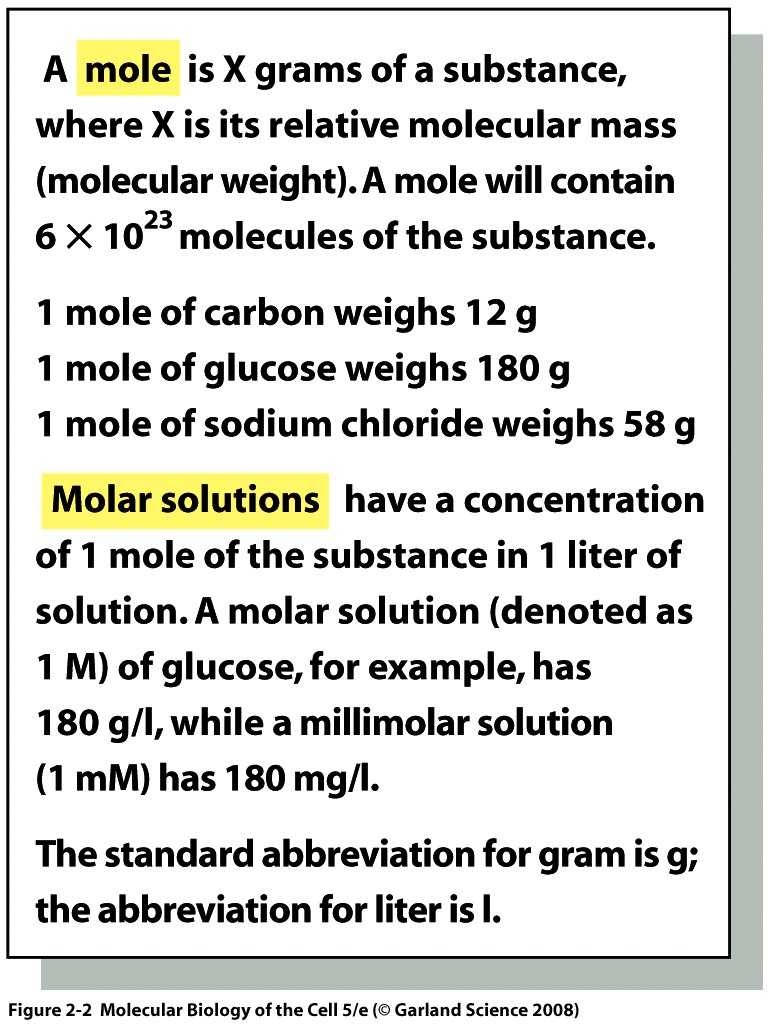 A mole is X grams of a substance,
where X is its relative molecular mass
(molecular weight). A mole will contain
6 × 10²³ molecules of the substance.
1 mole of carbon weighs 12 g
1 mole of glucose weighs 180 g
1 mole of sodium chloride weighs 58 g
Molar solutions have a concentration
of 1 mole of the substance in 1 liter of
solution. A molar solution (denoted as
1 M) of glucose, for example, has
180 g/l, while a millimolar solution
(1 mM) has 180 mg/l.
The standard abbreviation for gram is g;
the abbreviation for liter is l.
Figure 2-2 Molecular Biology of the Cell 5/e (© Garland Science 2008)